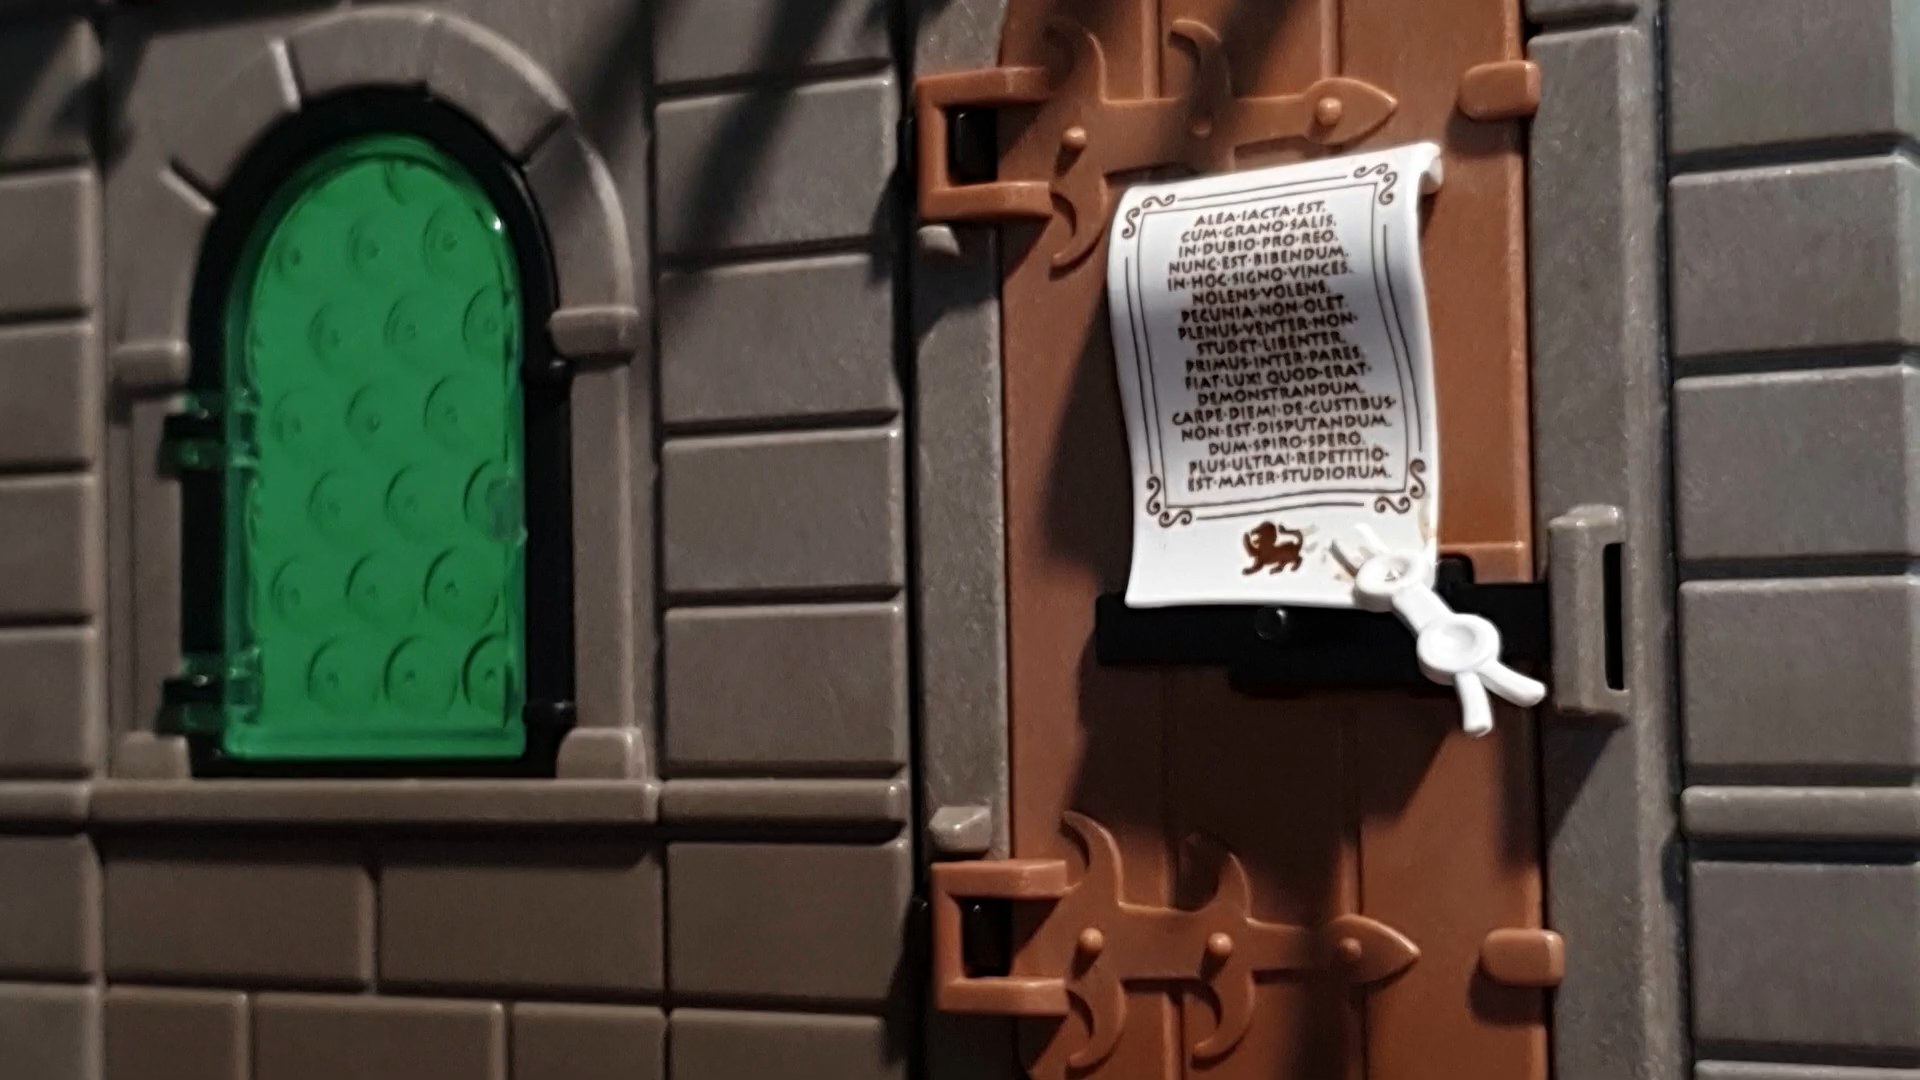 ALEA·IACTA·EST.
CUM·GRANO·SALIS.
IN·DUBIO·PRO·REO.
NUNC·EST·BIBENDUM.
IN·HOC·SIGNO·VINCES.
NOLENS·VOLENS.
PECUNIA·NON·OLET.
PLENUS·VENTER·NON·
STUDET·LIBENTER.
PRIMUS·INTER·PARES.
FIAT·LUX! QUOD·ERAT·
DEMONSTRANDUM.
CARPE·DIEM! DE·GUSTIBUS·
NON·EST·DISPUTANDUM.
DUM·SPIRO·SPERO.
PLUS·ULTRA! REPETITIO·
EST·MATER·STUDIORUM.